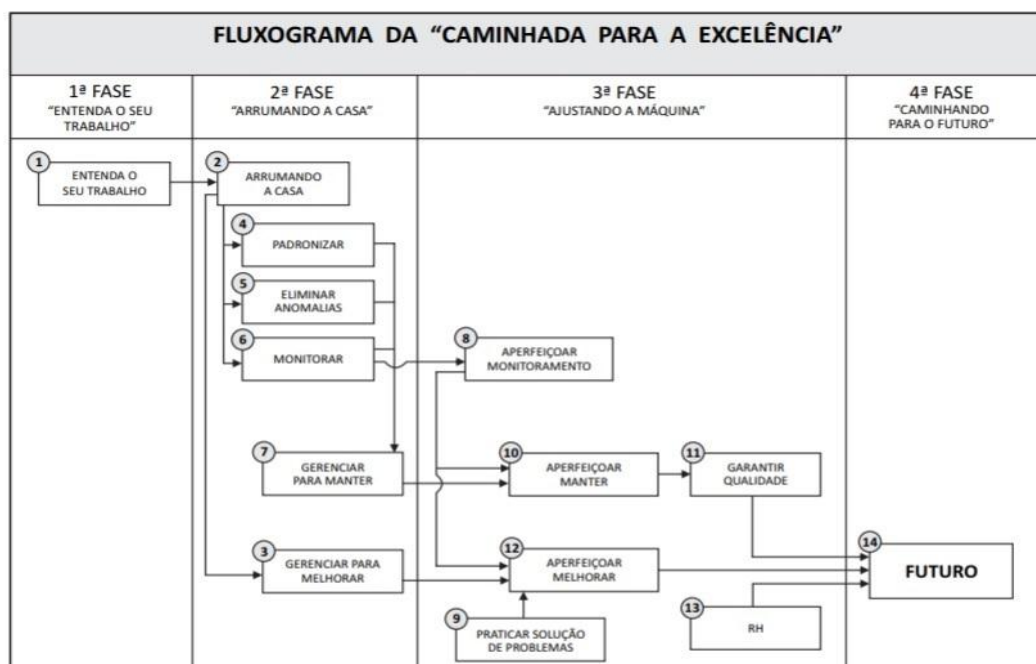 FLUXOGRAMA DA “CAMINHADA PARA A EXCELÊNCIA”
1ª FASE
“ENTENDA O SEU
TRABALHO”
2ª FASE
“ARRUMANDO A CASA”
3ª FASE
“AJUSTANDO A MÁQUINA”
4ª FASE
“CAMINHANDO
PARA O FUTURO”
1
ENTENDA O
SEU TRABALHO
2
ARRUMANDO
A CASA
4
PADRONIZAR
5
ELIMINAR
ANOMALIAS
6
MONITORAR
8
APERFEIÇOAR
MONITORAMENTO
7
GERENCIAR
PARA MANTER
10
APERFEIÇOAR
MANTER
11
GARANTIR
QUALIDADE
3
GERENCIAR PARA
MELHORAR
12
APERFEIÇOAR
MELHORAR
14
FUTURO
9
PRATICAR SOLUÇÃO
DE PROBLEMAS
13
RH